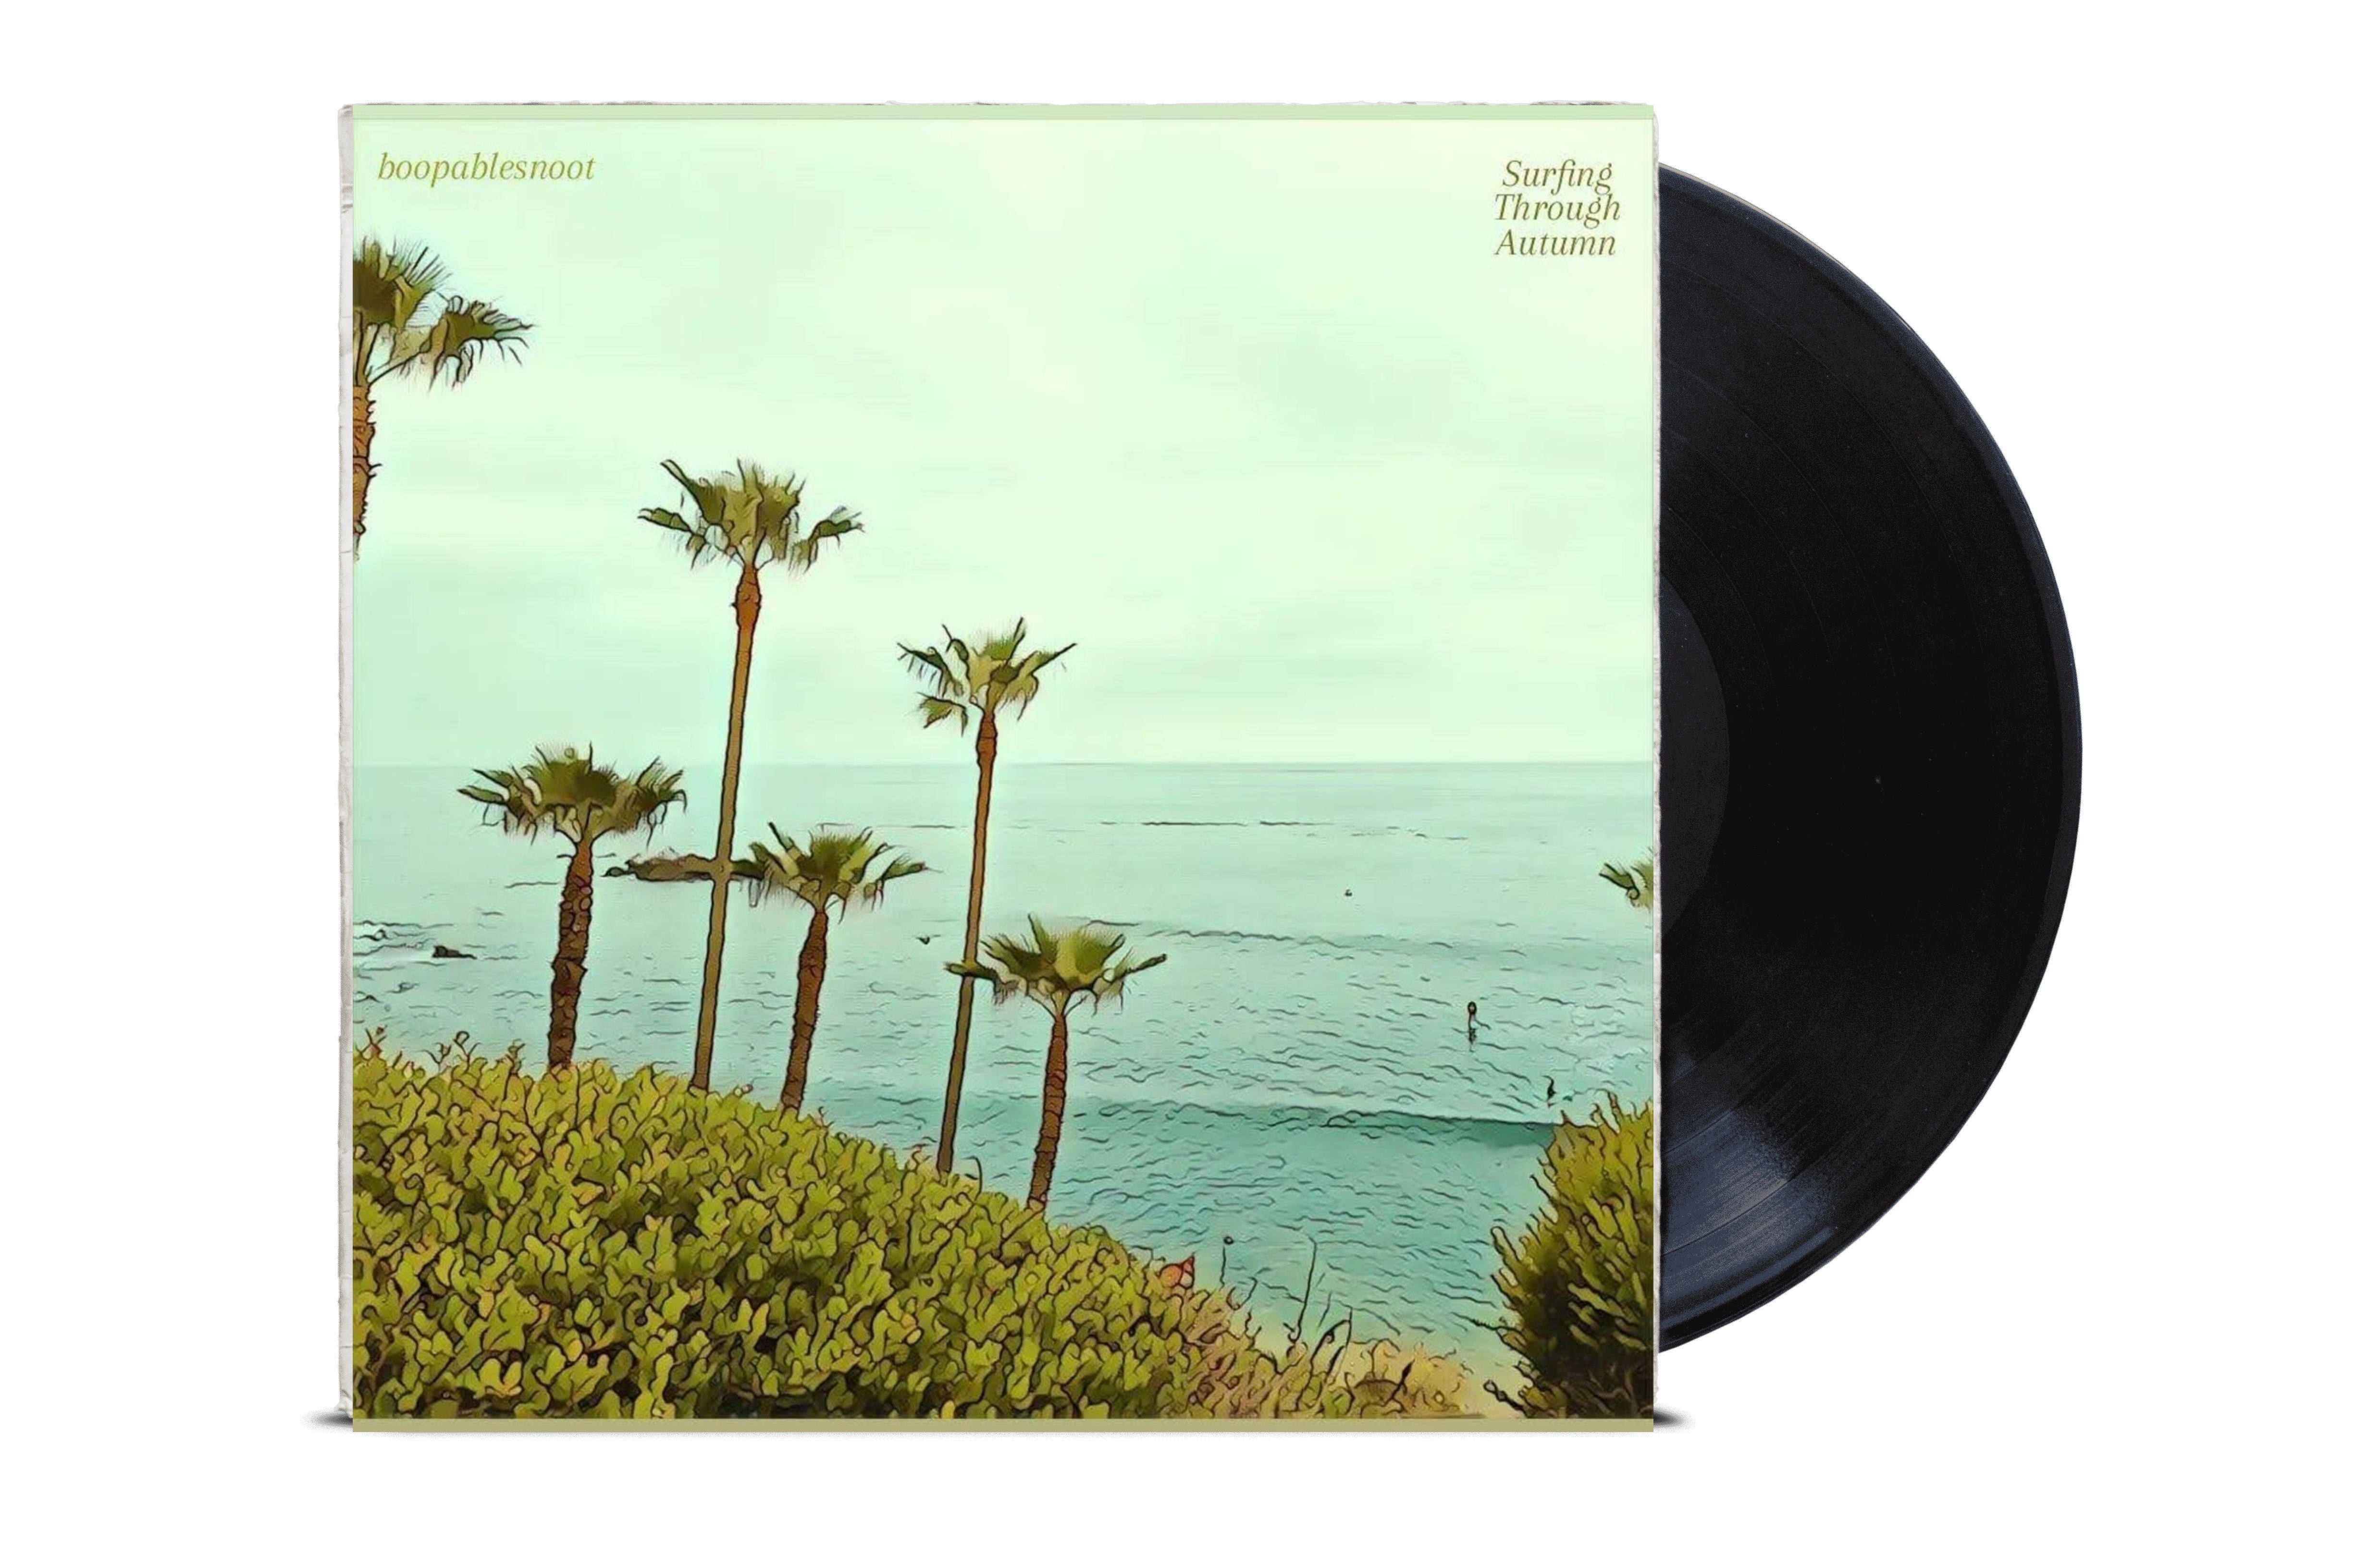 boopablesnoot
Surfing
Through
Autumn